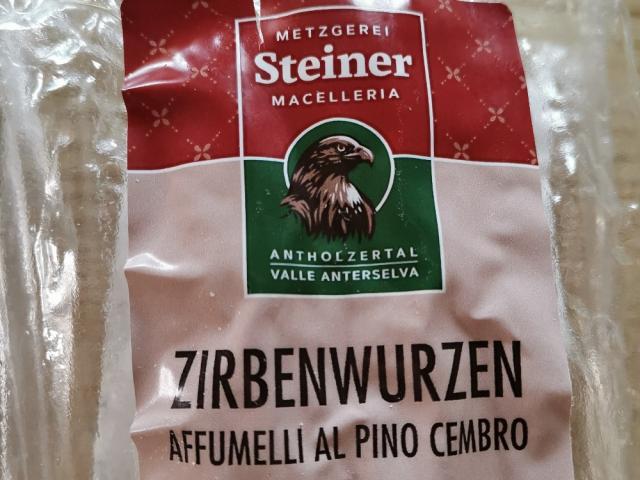 METZGEREI
Steiner
MACELLERIA
ANTHOLZERTAL
VALLE ANTERSELVA
ZIRBENWURZEN
AFFUMELLI AL PINO CEMBRO